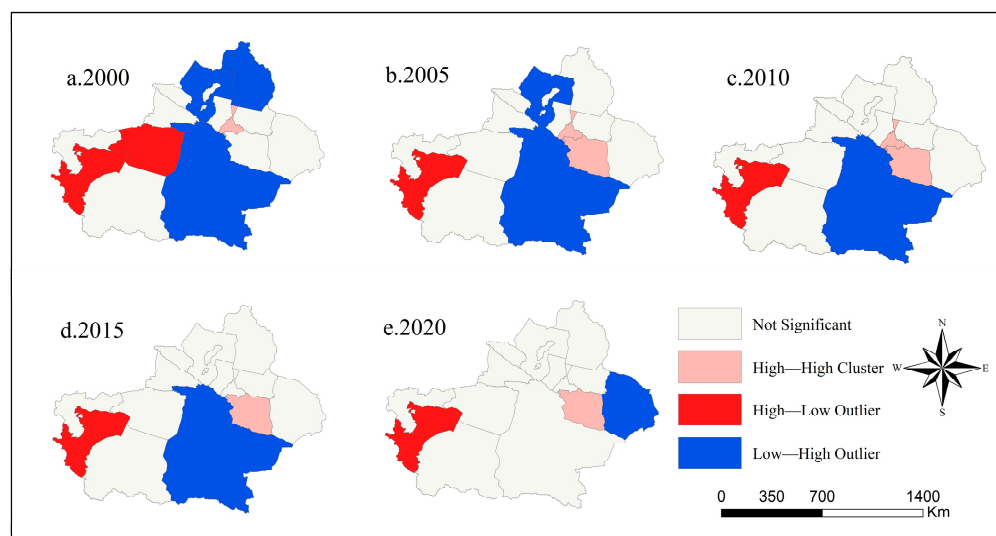 a.2000
b.2005
c.2010
d.2015
e.2020
Not Significant
High—High Cluster
High—Low Outlier
Low—High Outlier
N
W
E
S
0 350 700 1400
Km